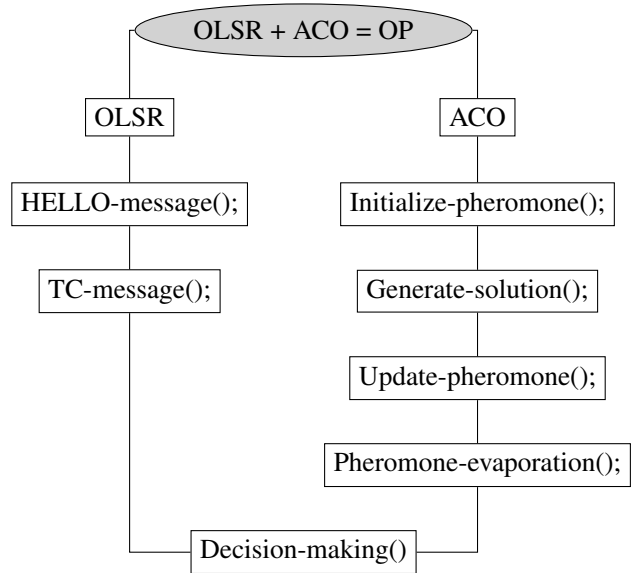 OLSR + ACO = OP
OLSR
ACO
HELLO-message();
Initialize-pheromone();
TC-message();
Generate-solution();
Update-pheromone();
Pheromone-evaporation();
Decision-making()